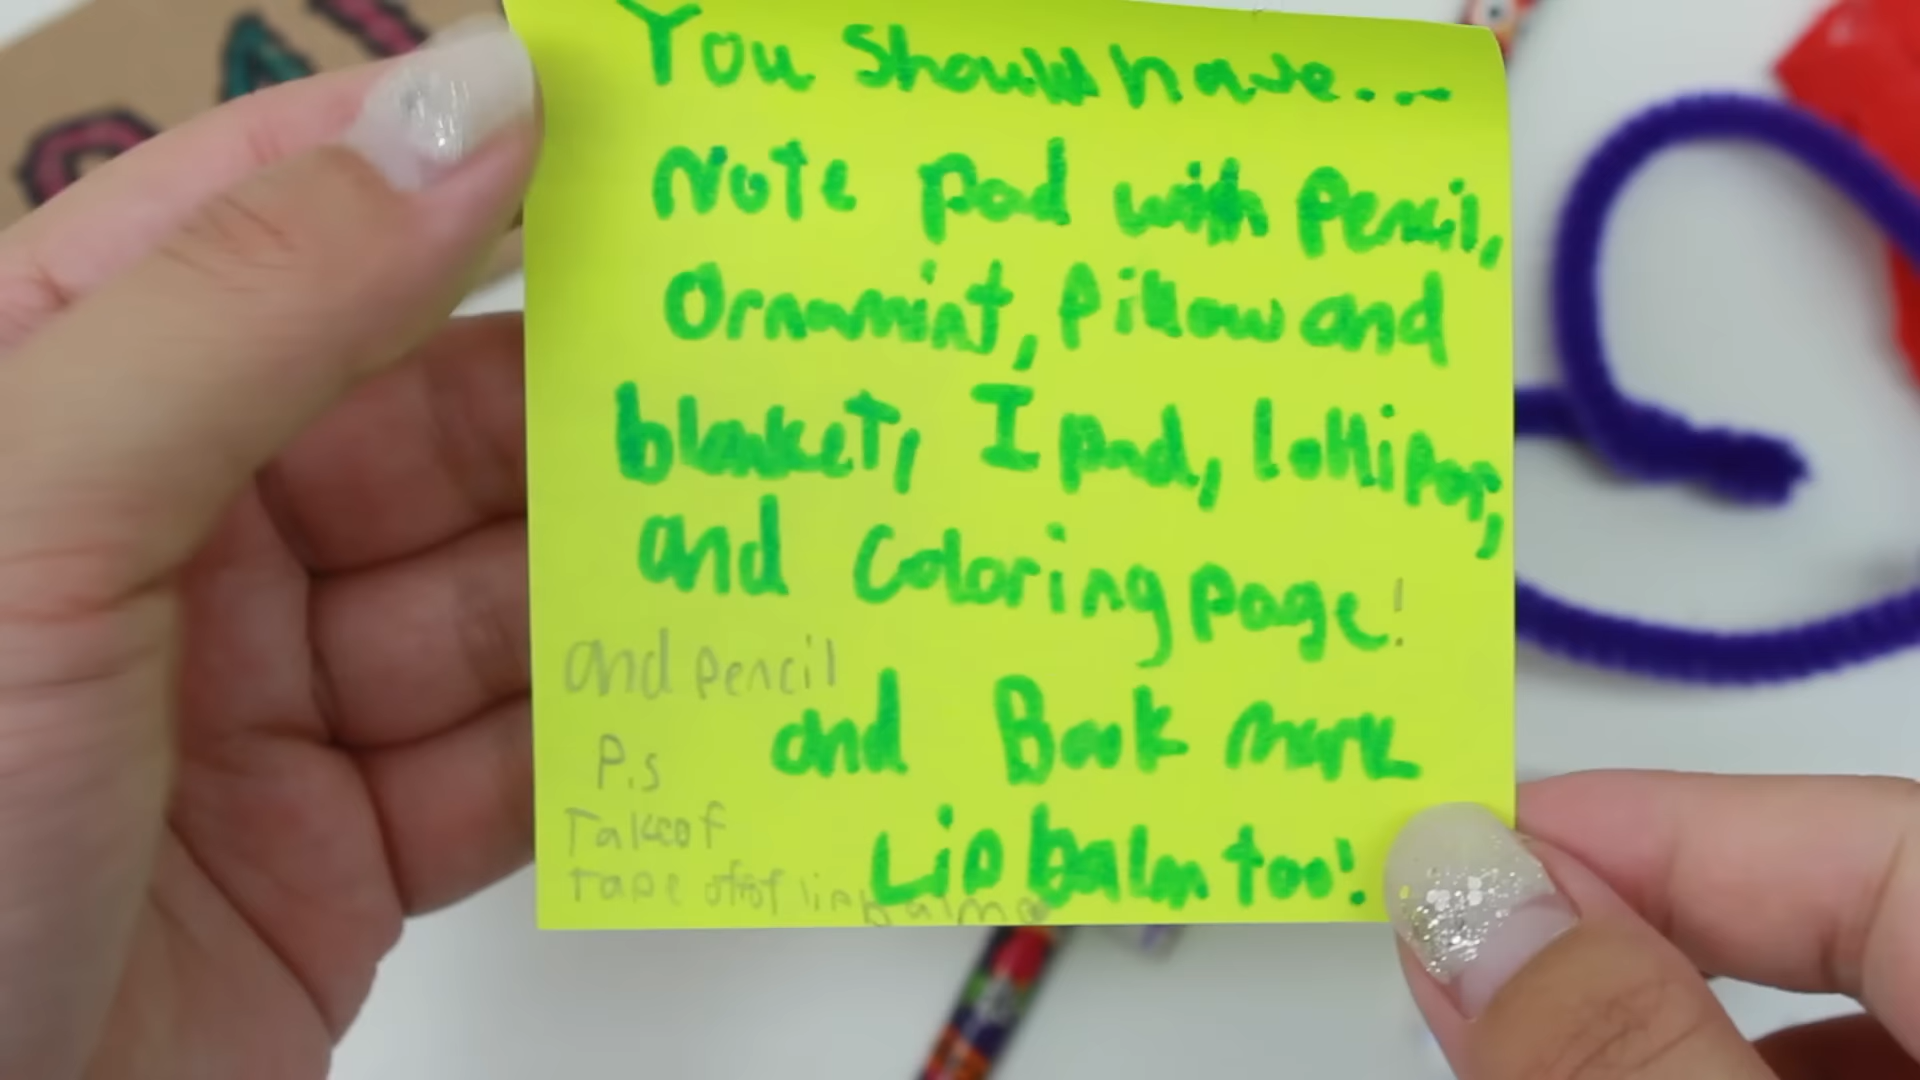 You Should have...
Note pad with Pencil,
Ornamint, Pillow and
blanket, I pad, Lollipop,
and Coloring page!
and pencil
and Book mark
P.s
Take of
Lip balm too!
tape of lip balm